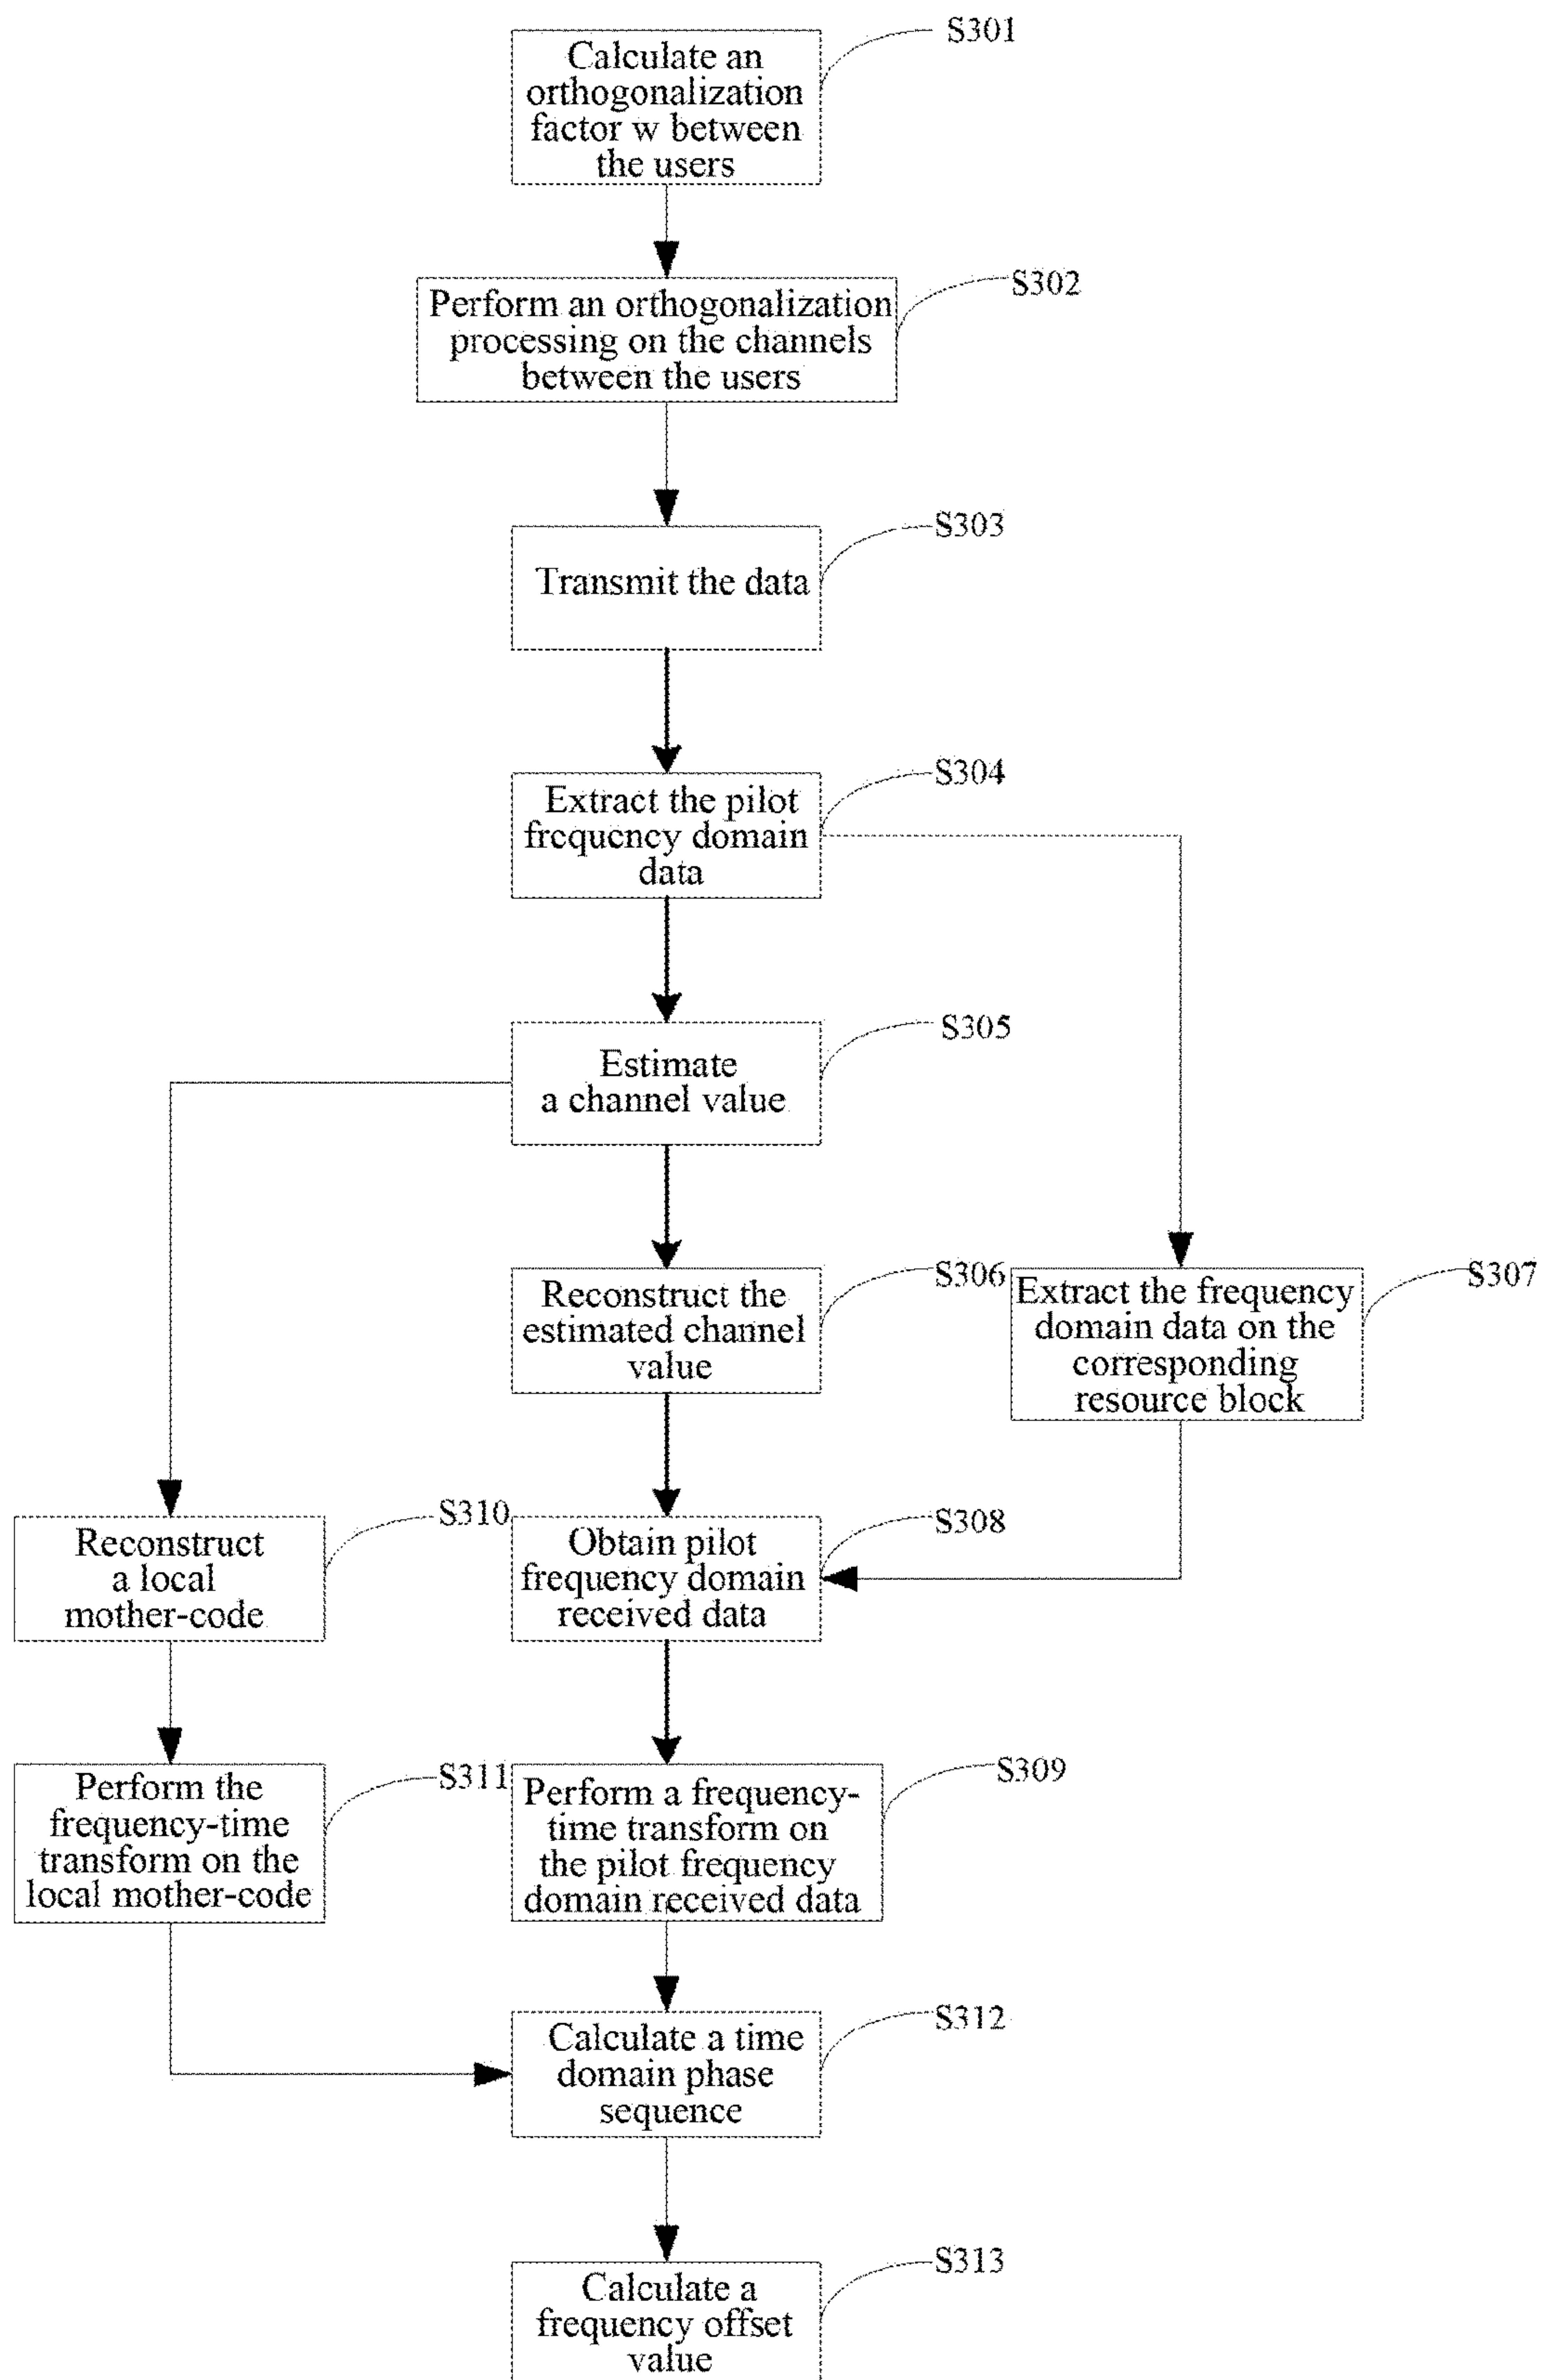 S301
Calculate an
orthogonalization
factor w between
the users
S302
Perform an orthogonalization
processing on the channels
between the users
S303
Transmit the data
S304
Extract the pilot
frequency domain
data
S305
Estimate
a channel value
S306
Reconstruct the
estimated channel
value
S307
Extract the frequency
domain data on the
corresponding
resource block
S310
Reconstruct
a local
mother-code
S308
Obtain pilot
frequency domain
received data
S311
Perform the
frequency-time
transform on the
local mother-code
S309
Perform a frequency-
time transform on
the pilot frequency
domain received data
S312
Calculate a time
domain phase
sequence
S313
Calculate a
frequency offset
value